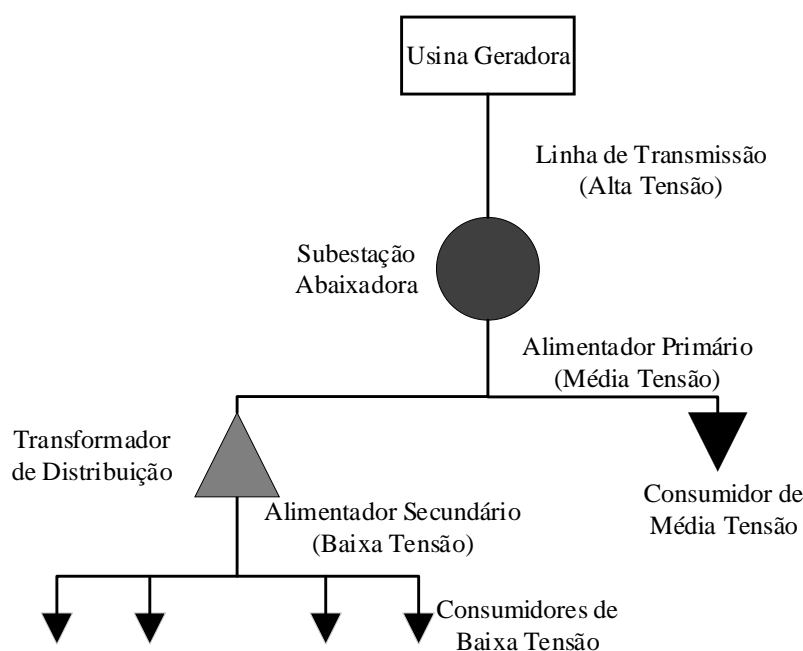 Usina Geradora
Linha de Transmissão
(Alta Tensão)
Subestação
Abaixadora
Alimentador Primário
(Média Tensão)
Transformador
de Distribuição
Consumidor de
Média Tensão
Alimentador Secundário
(Baixa Tensão)
Consumidores de
Baixa Tensão